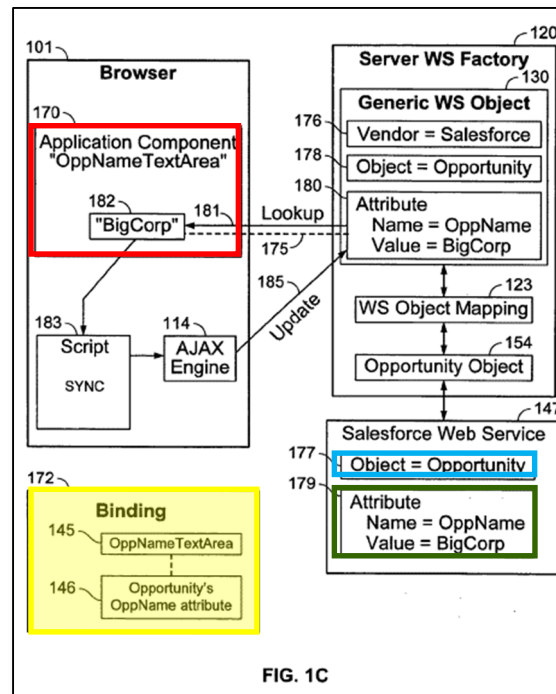 101
Browser
170
Application Component
"OppNameTextArea"
182
181
"BigCorp"
Lookup
175
185
Update
183
Script
SYNC
114
AJAX
Engine
120
Server WS Factory
130
Generic WS Object
176
Vendor = Salesforce
178
Object = Opportunity
180
Attribute
Name = OppName
Value = BigCorp
123
WS Object Mapping
154
Opportunity Object
147
Salesforce Web Service
177
Object = Opportunity
179
Attribute
Name = OppName
Value = BigCorp
172
Binding
145
OppNameTextArea
146
Opportunity's
OppName attribute
FIG. 1C